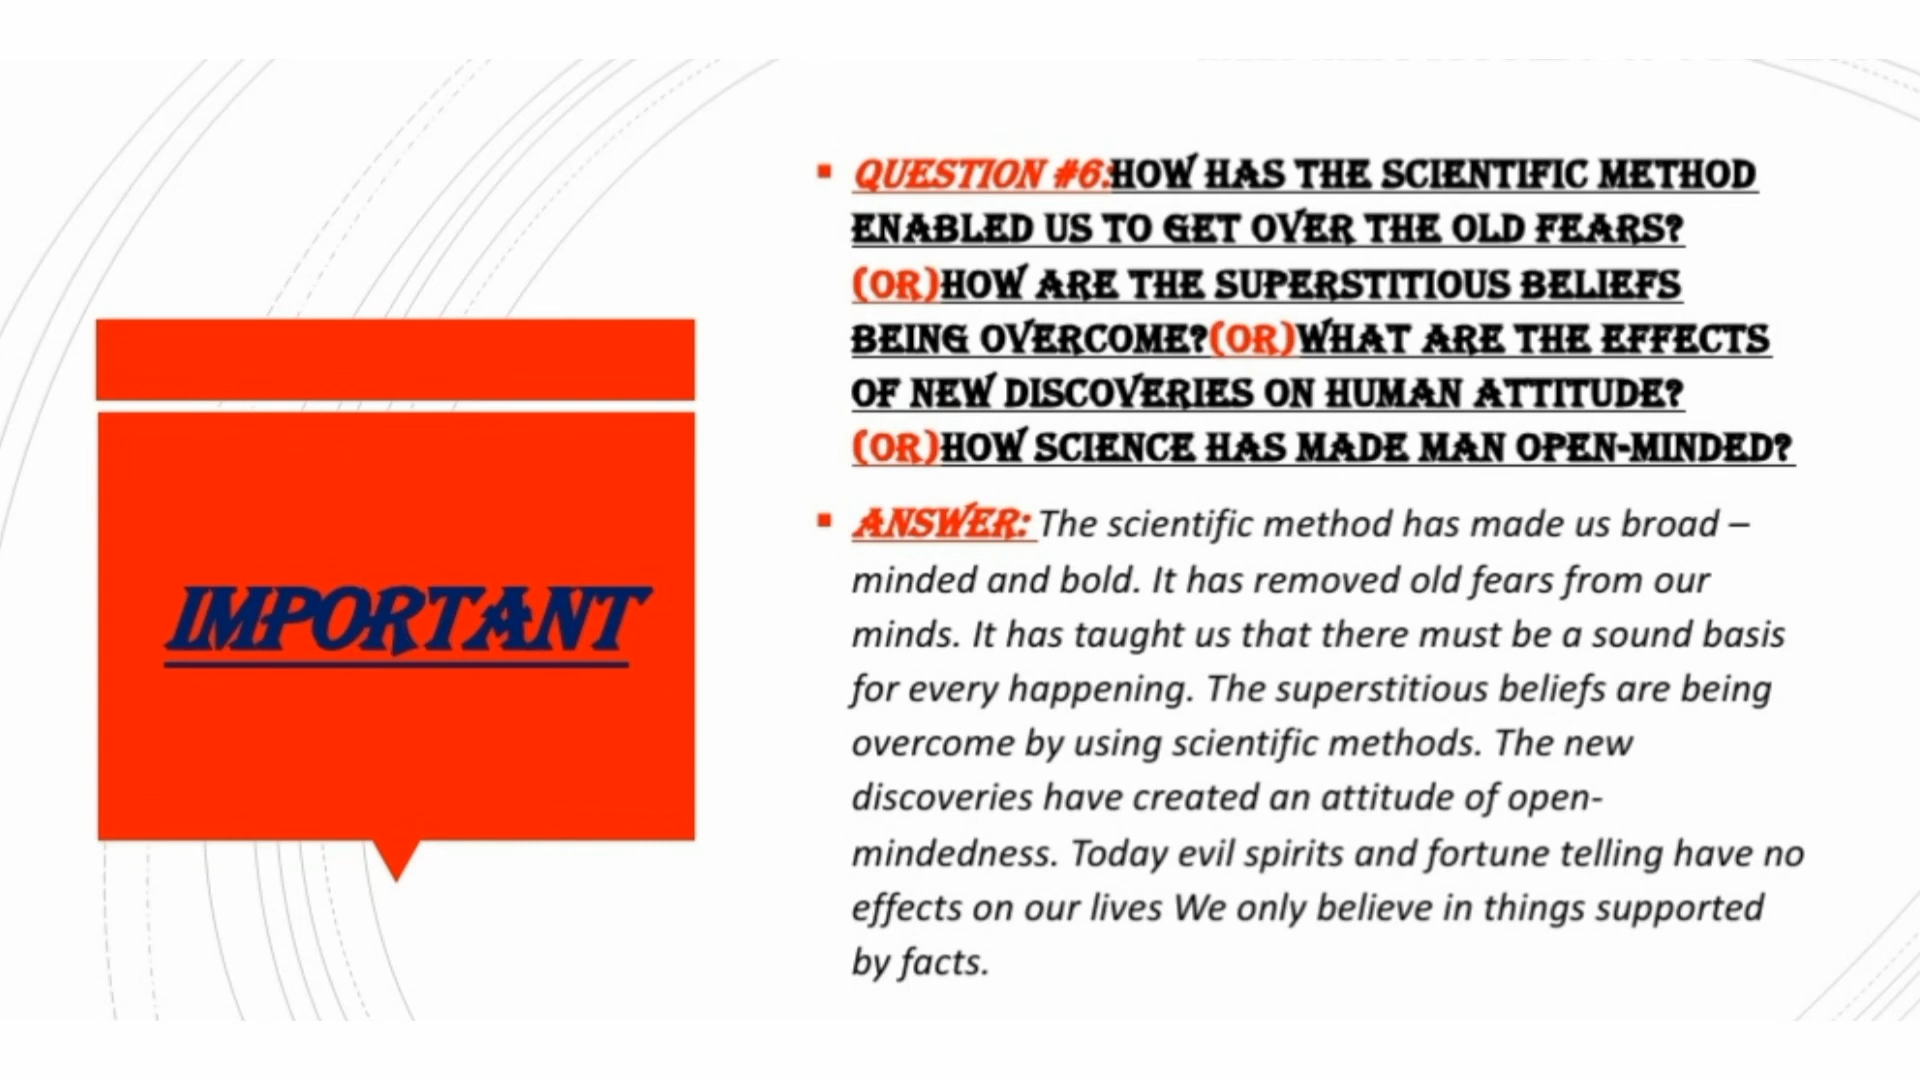 IMPORTANT
QUESTION #6:HOW HAS THE SCIENTIFIC METHOD
ENABLED US TO GET OVER THE OLD FEARS?
(OR)HOW ARE THE SUPERSTITIOUS BELIEFS
BEING OVERCOME?(OR)WHAT ARE THE EFFECTS
OF NEW DISCOVERIES ON HUMAN ATTITUDE?
(OR)HOW SCIENCE HAS MADE MAN OPEN-MINDED?
ANSWER: The scientific method has made us broad –
minded and bold. It has removed old fears from our
minds. It has taught us that there must be a sound basis
for every happening. The superstitious beliefs are being
overcome by using scientific methods. The new
discoveries have created an attitude of open-
mindedness. Today evil spirits and fortune telling have no
effects on our lives We only believe in things supported
by facts.